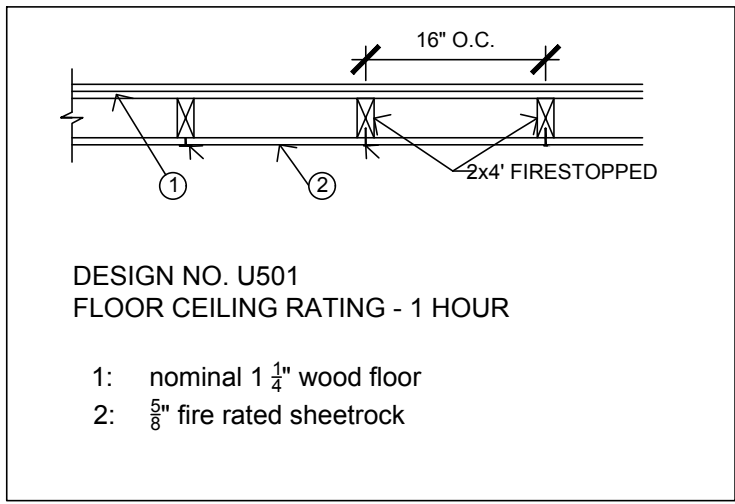 16" O.C.
2x4' FIRESTOPPED
1
2
DESIGN NO. U501
FLOOR CEILING RATING - 1 HOUR
1: nominal 1 1/4" wood floor
2: 5/8" fire rated sheetrock